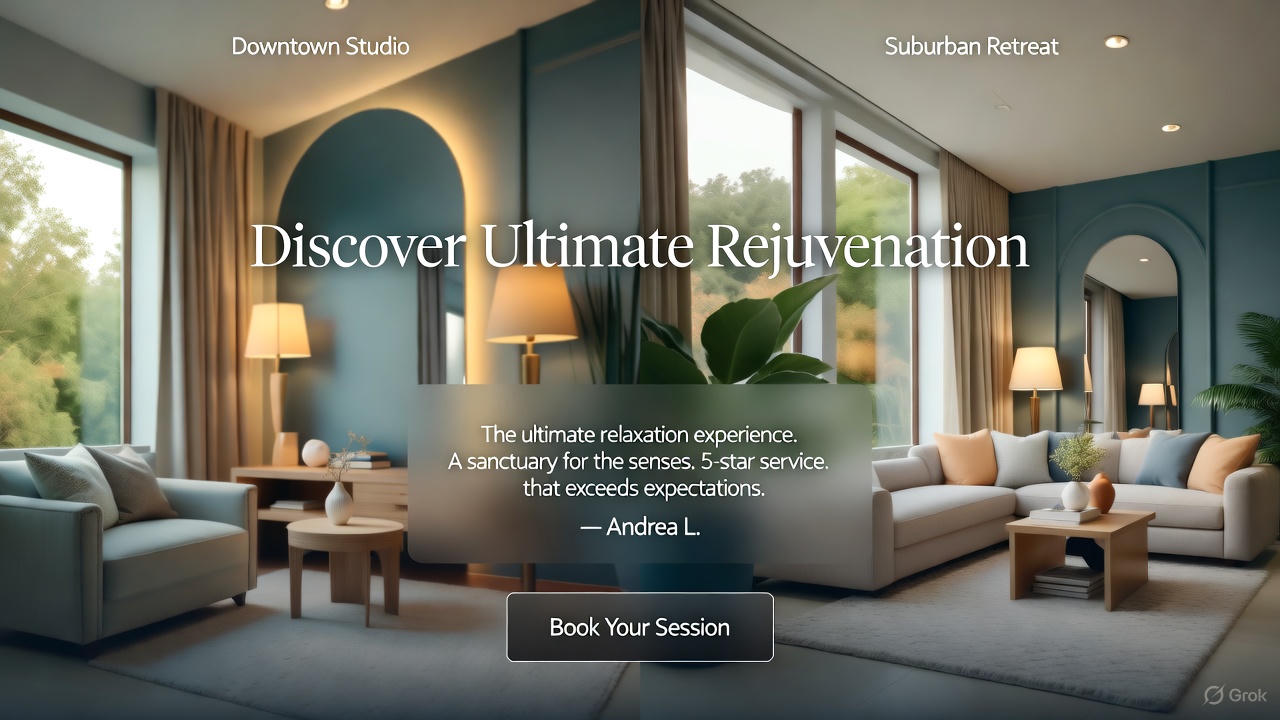 Downtown Studio
Suburban Retreat
Discover Ultimate Rejuvenation
The ultimate relaxation experience.
A sanctuary for the senses. 5-star service.
that exceeds expectations.
— Andrea L.
Book Your Session
Grok